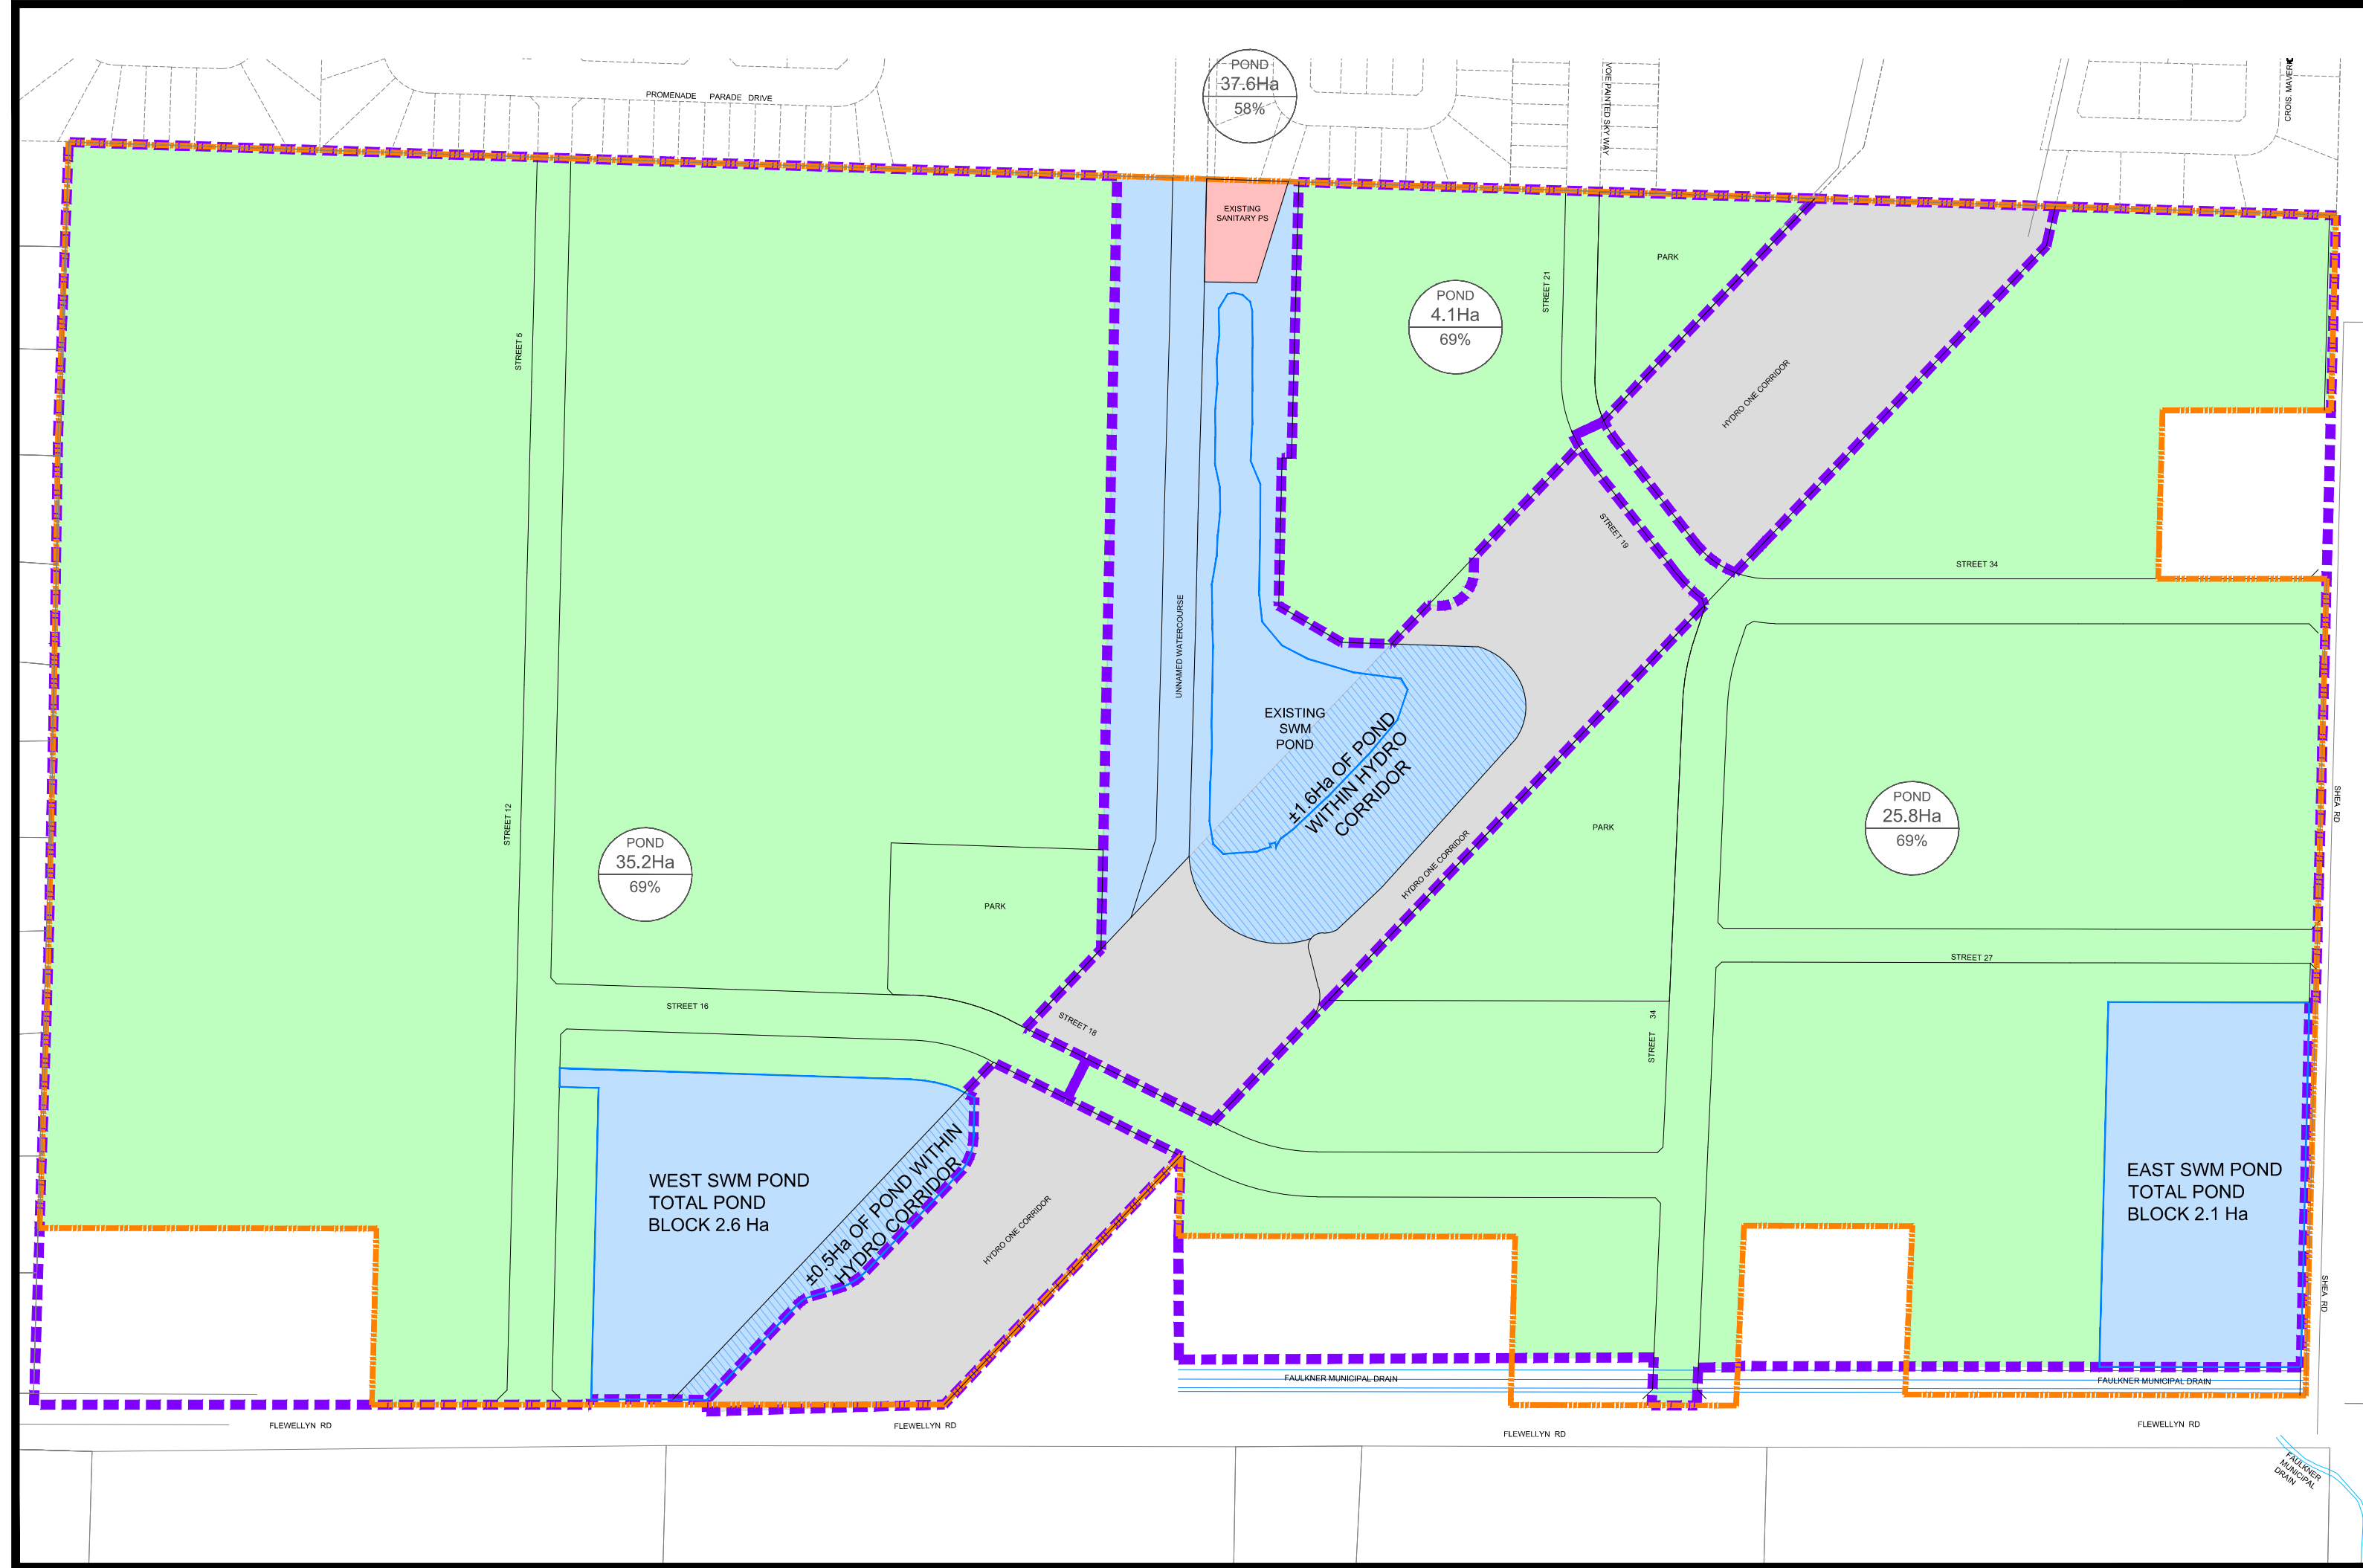 POND
37.6Ha
58%
PROMENADE PARADE DRIVE
VOIE PAINTED SKY WAY
EXISTING
SANITARY PS
PARK
STREET 21
POND
4.1Ha
69%
STREET 5
HYDRO ONE CORRIDOR
STREET 19
STREET 34
UNNAMED WATERCOURSE
EXISTING
SWM
POND
±1.6Ha OF POND
WITHIN HYDRO
CORRIDOR
SHEA RD
POND
25.8Ha
69%
PARK
STREET 12
POND
35.2Ha
69%
HYDRO ONE CORRIDOR
PARK
STREET 27
STREET 16
STREET 18
STREET 34
WEST SWM POND
TOTAL POND
BLOCK 2.6 Ha
±0.5Ha OF POND WITHIN
HYDRO CORRIDOR
HYDRO ONE CORRIDOR
EAST SWM POND
TOTAL POND
BLOCK 2.1 Ha
SHEA RD
FAULKNER MUNICIPAL DRAIN
FAULKNER MUNICIPAL DRAIN
FLEWELLYN RD
FLEWELLYN RD
FLEWELLYN RD
FLEWELLYN RD
FAULKNER
MUNICIPAL
DRAIN